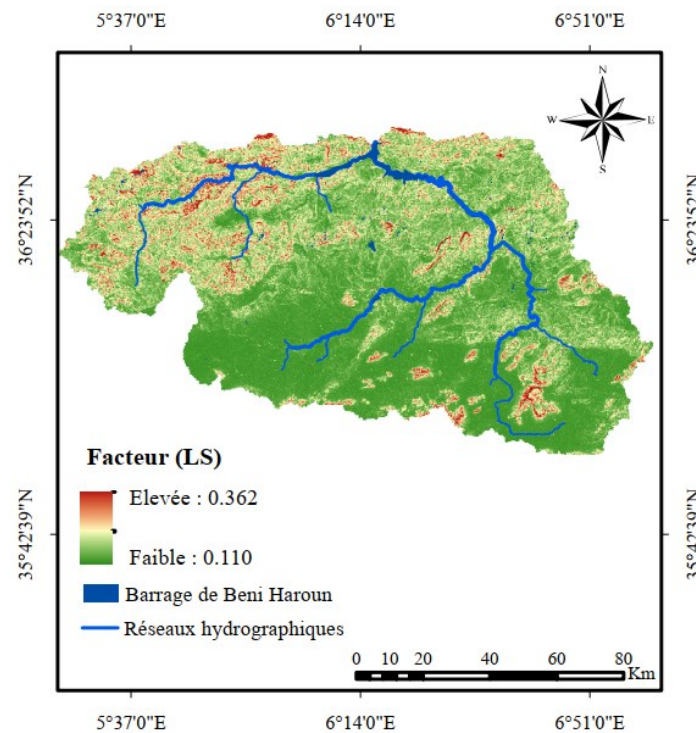 5°37'0"E 6°14'0"E 6°51'0"E
N
W E
S
36°23'52"N 36°23'52"N
Facteur (LS)
Elevée : 0.362
Faible : 0.110
35°42'39"N 35°42'39"N
Barrage de Beni Haroun
Réseaux hydrographiques
0 10 20 40 60 80
Km
5°37'0"E 6°14'0"E 6°51'0"E